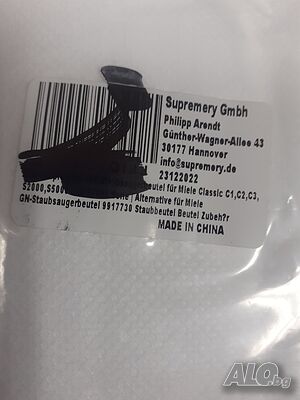 Supremery Gmbh
Philipp Arendt
Günther-Wagner-Allee 43
30177 Hannover
info@supremery.de
23122022
beutel für Miele Classic C1,C2,C3,
S2000,S500 | Alternative für Miele
GN-Staubsaugerbeutel 9917730 Staubbeutel Beutel Zubeh?r
MADE IN CHINA
ALO.bg